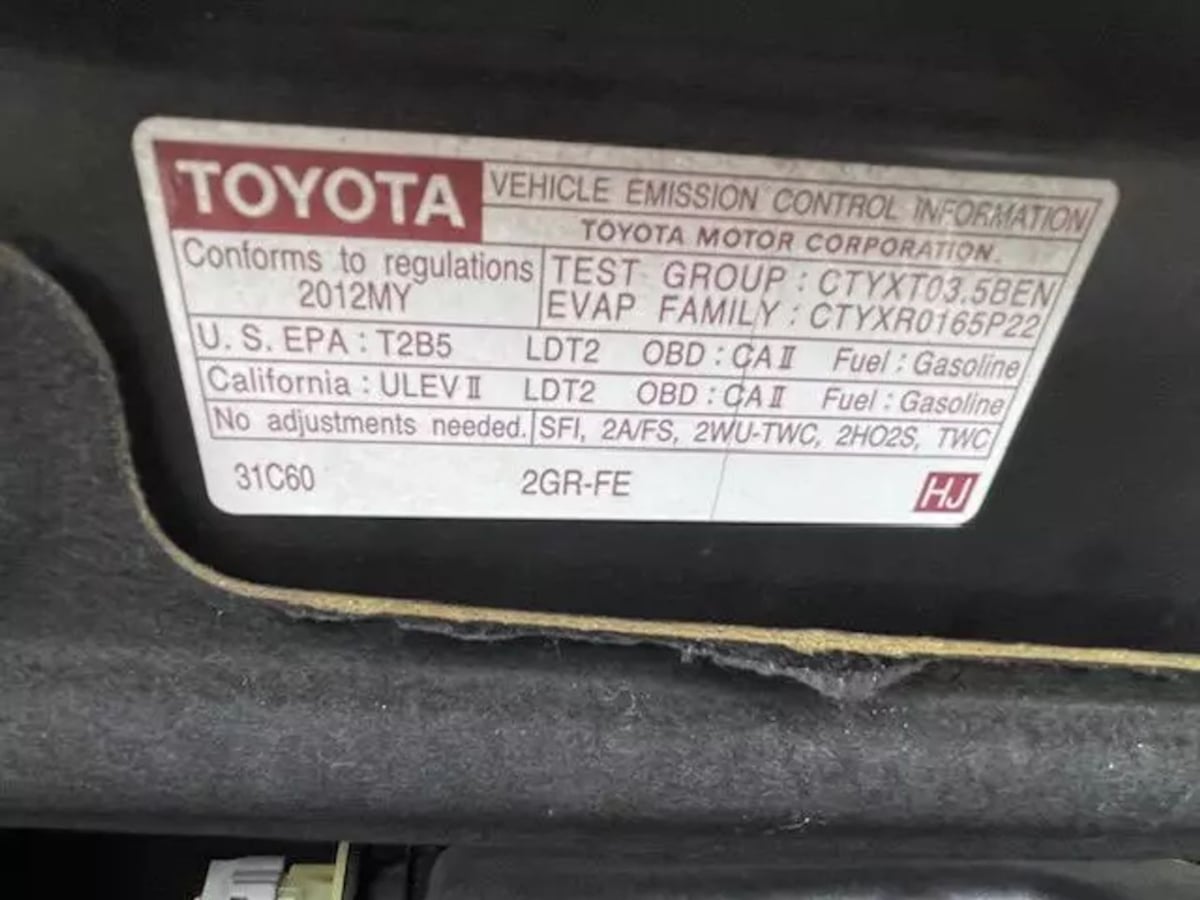 TOYOTA VEHICLE EMISSION CONTROL INFORMATION
TOYOTA MOTOR CORPORATION
Conforms to regulations
2012MY
TEST GROUP : CTYXT03.5BEN
EVAP FAMILY : CTYXR0165P22
U. S. EPA : T2B5 LDT2 OBD : CA II Fuel : Gasoline
California : ULEV II LDT2 OBD : CA II Fuel : Gasoline
No adjustments needed. SFI, 2A/FS, 2WU-TWC, 2HO2S, TWC
31C60 2GR-FE HJ